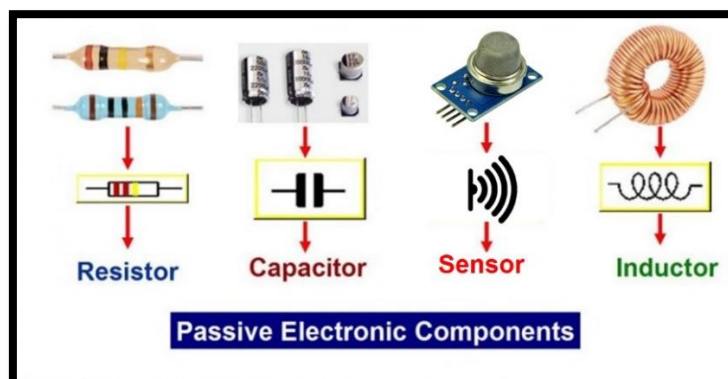 Resistor
Capacitor
Sensor
Inductor
Passive Electronic Components